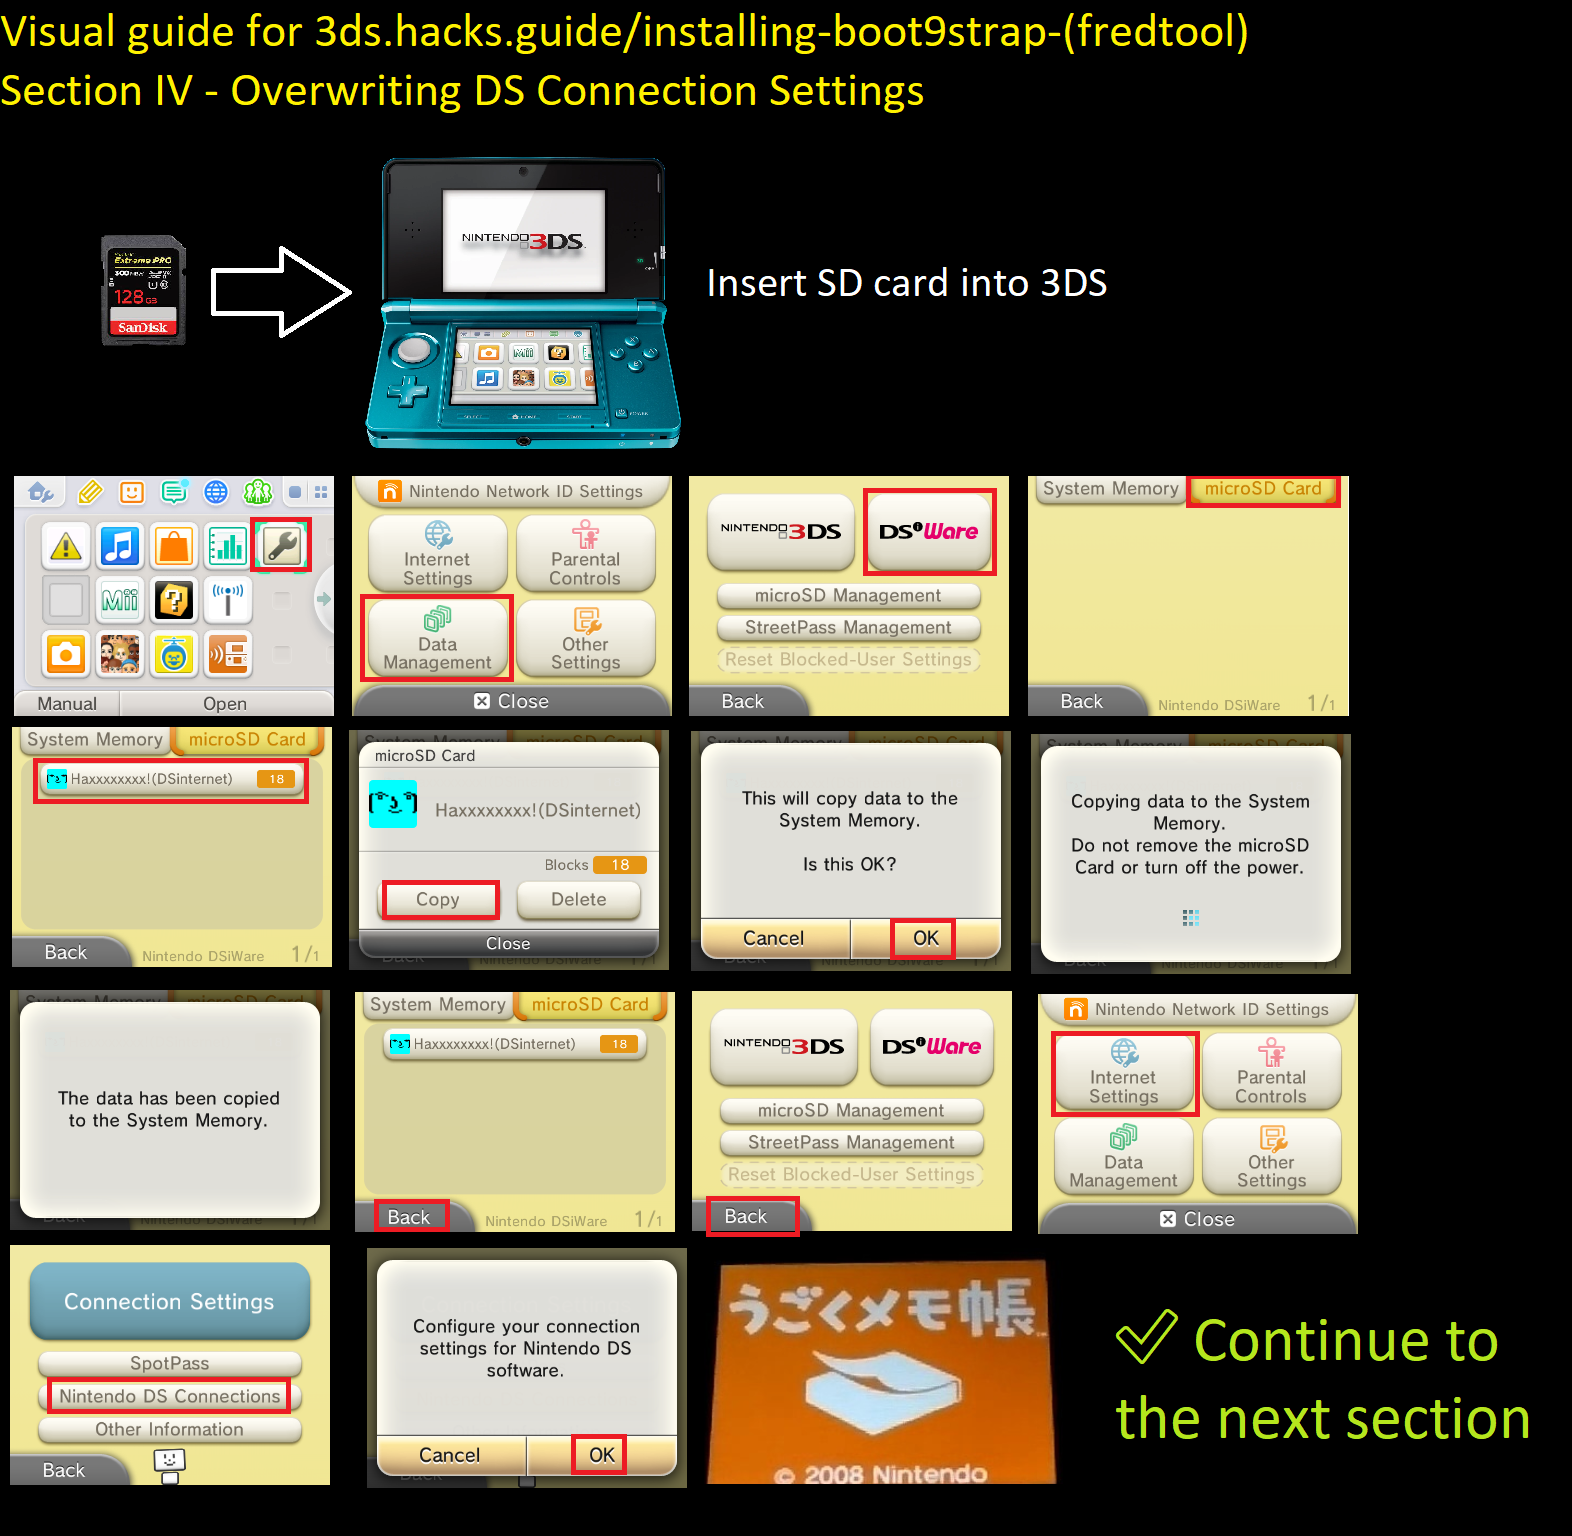 Visual guide for 3ds.hacks.guide/installing-boot9strap-(fredtool)
Section IV - Overwriting DS Connection Settings
Extreme PRO
300
128 GB
SanDisk
NINTENDO 3DS
SELECT
HOME
START
POWER
Insert SD card into 3DS
Mii
Manual
Open
Nintendo Network ID Settings
Internet
Settings
Parental
Controls
Data
Management
Other
Settings
Close
NINTENDO 3DS
DSiWare
microSD Management
StreetPass Management
Reset Blocked-User Settings
Back
System Memory
microSD Card
Back
Nintendo DSiWare
1/1
System Memory
microSD Card
Haxxxxxxxx!(DSinternet)
18
Back
Nintendo DSiWare
1/1
microSD Card
Haxxxxxxxx!(DSinternet)
Blocks 18
Copy
Delete
Close
This will copy data to the
System Memory.
Is this OK?
Cancel
OK
Copying data to the System
Memory.
Do not remove the microSD
Card or turn off the power.
The data has been copied
to the System Memory.
System Memory
microSD Card
Haxxxxxxxx!(DSinternet)
18
Back
Nintendo DSiWare
1/1
NINTENDO 3DS
DSiWare
microSD Management
StreetPass Management
Reset Blocked-User Settings
Back
Nintendo Network ID Settings
Internet
Settings
Parental
Controls
Data
Management
Other
Settings
Close
Connection Settings
SpotPass
Nintendo DS Connections
Other Information
Back
Configure your connection
settings for Nintendo DS
software.
Cancel
OK
うごくメモ帳
© 2008 Nintendo
Continue to
the next section